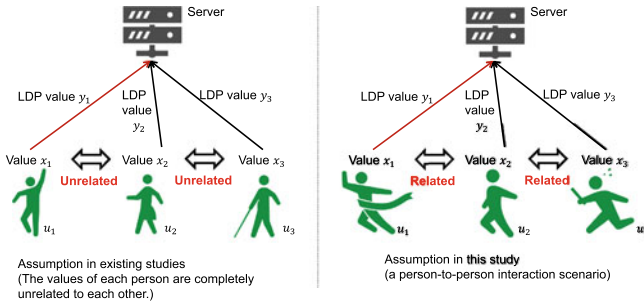 Server
LDP value y₁
LDP
value
y₂
LDP value y₃
Value x₁
Value x₂
Value x₃
Unrelated
Unrelated
u₁
u₂
u₃
Assumption in existing studies
(The values of each person are completely
unrelated to each other.)
Server
LDP value y₁
LDP
value
y₂
LDP value y₃
Value x₁
Value x₂
Value x₃
Related
Related
u₁
u₂
u
Assumption in this study
(a person-to-person interaction scenario)